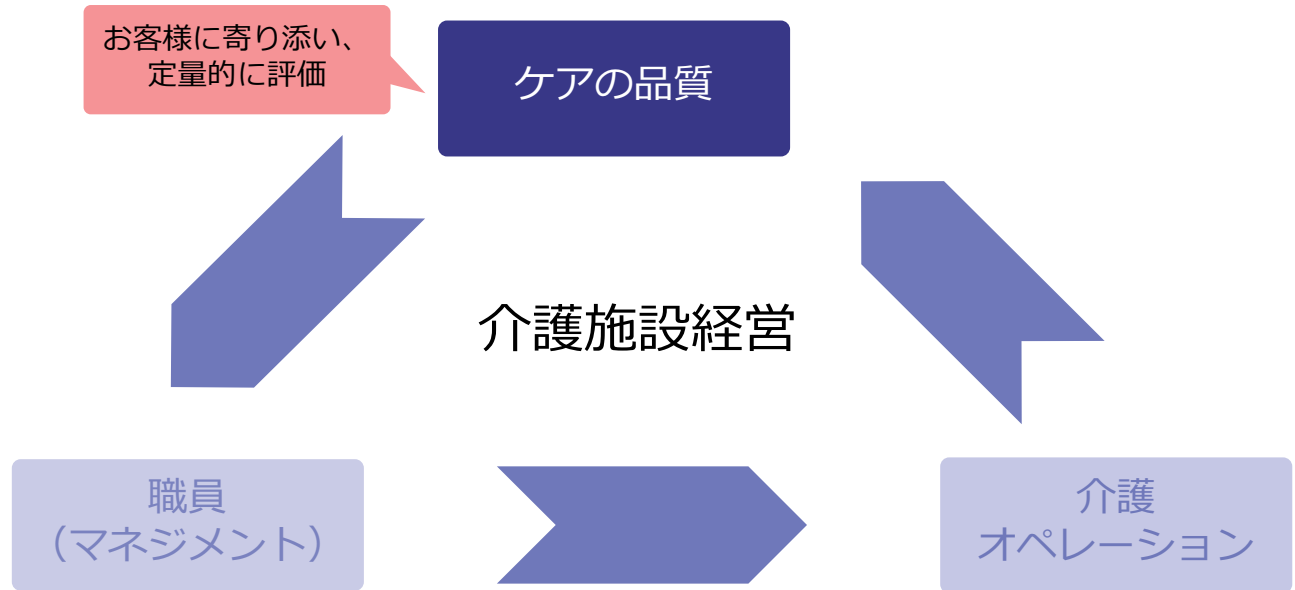 お客様に寄り添い、
定量的に評価
ケアの品質
介護施設経営
職員
（マネジメント）
介護
オペレーション